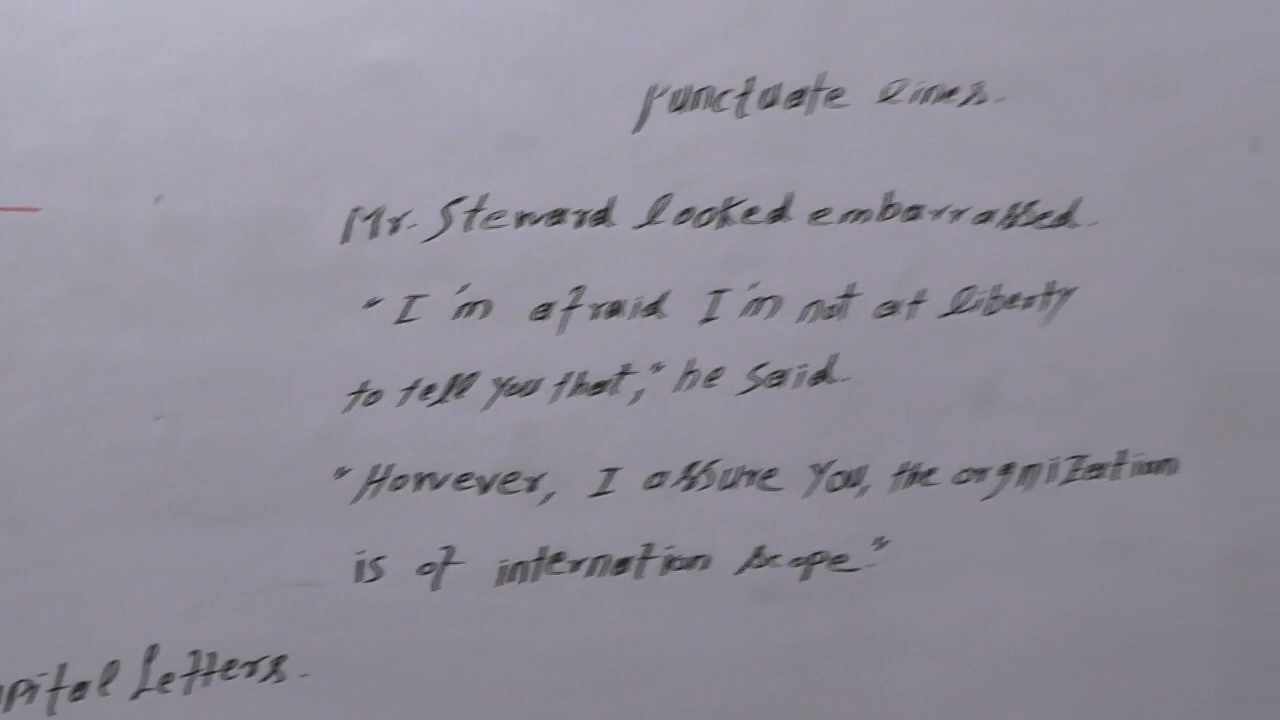 Punctuate lines.
Mr. Steward looked embarrassed.
"I'm afraid I'm not at liberty
to tell you that," he said.
"However, I assure You, the orgnization
is of internation scope."
pital Letters.